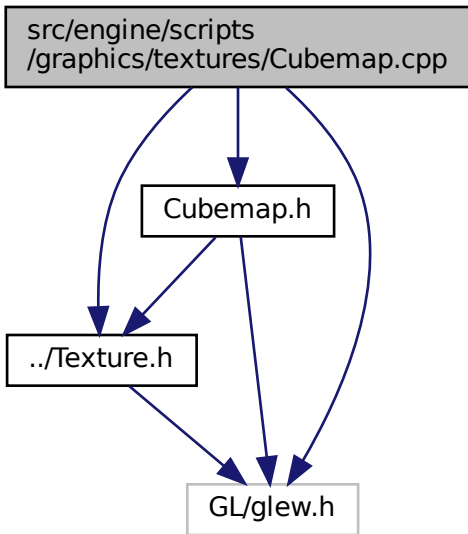 src/engine/scripts
/graphics/textures/Cubemap.cpp
Cubemap.h
../Texture.h
GL/glew.h